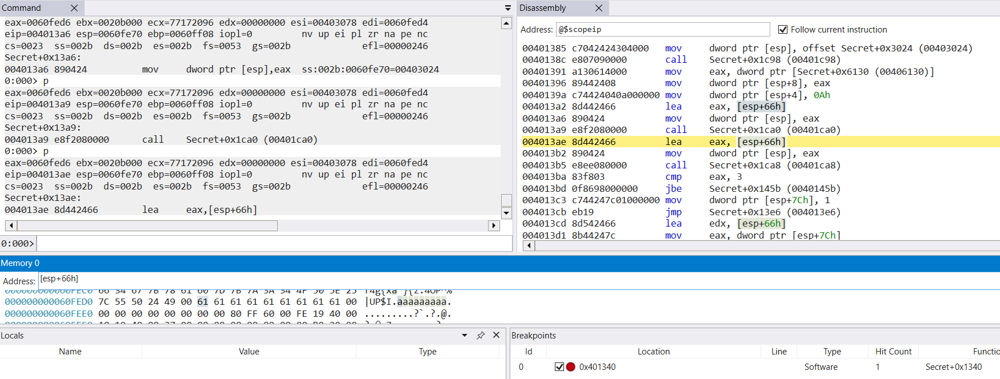 Command
eax=0060fed6 ebx=0020b000 ecx=77172096 edx=00000000 esi=00403078 edi=0060fed4
eip=004013a6 esp=0060fe70 ebp=0060ff08 iopl=0         nv up ei pl zr na pe nc
cs=0023  ss=002b  ds=002b  es=002b  fs=0053  gs=002b             efl=00000246
Secret+0x13a6:
004013a6 890424          mov     dword ptr [esp],eax  ss:002b:0060fe70=00403024
0:000> p
eax=0060fed6 ebx=0020b000 ecx=77172096 edx=00000000 esi=00403078 edi=0060fed4
eip=004013a9 esp=0060fe70 ebp=0060ff08 iopl=0         nv up ei pl zr na pe nc
cs=0023  ss=002b  ds=002b  es=002b  fs=0053  gs=002b             efl=00000246
Secret+0x13a9:
004013a9 e8f2080000      call    Secret+0x1ca0 (00401ca0)
0:000> p
eax=0060fed6 ebx=0020b000 ecx=77172096 edx=00000000 esi=00403078 edi=0060fed4
eip=004013ae esp=0060fe70 ebp=0060ff08 iopl=0         nv up ei pl zr na pe nc
cs=0023  ss=002b  ds=002b  es=002b  fs=0053  gs=002b             efl=00000246
Secret+0x13ae:
004013ae 8d442466        lea     eax,[esp+66h]
0:000>
Disassembly
Address: @$scopeip Follow current instruction
00401385 c7042424304000 mov dword ptr [esp], offset Secret+0x3024 (00403024)
0040138c e807090000 call Secret+0x1c98 (00401c98)
00401391 a130614000 mov eax, dword ptr [Secret+0x6130 (00406130)]
00401396 89442408 mov dword ptr [esp+8], eax
0040139a c74424040a000000 mov dword ptr [esp+4], 0Ah
004013a2 8d442466 lea eax, [esp+66h]
004013a6 890424 mov dword ptr [esp], eax
004013a9 e8f2080000 call Secret+0x1ca0 (00401ca0)
004013ae 8d442466 lea eax, [esp+66h]
004013b2 890424 mov dword ptr [esp], eax
004013b5 e8ee080000 call Secret+0x1ca8 (00401ca8)
004013ba 83f803 cmp eax, 3
004013bd 0f8698000000 jbe Secret+0x145b (0040145b)
004013c3 c744247c01000000 mov dword ptr [esp+7Ch], 1
004013cb eb19 jmp Secret+0x13e6 (004013e6)
004013cd 8d542466 lea edx, [esp+66h]
004013d1 8b44247c mov eax, dword ptr [esp+7Ch]
Memory 0
Address: [esp+66h]
000000000060FED0 7C 55 50 24 49 00 61 61 61 61 61 61 61 61 61 00 |UP$I.aaaaaaaaa.
000000000060FEE0 00 00 00 00 00 00 00 00 80 FF 60 00 FE 19 40 00 .........?`.?.@.
Locals
Name Value Type
Breakpoints
Id Location Line Type Hit Count Functio
0 0x401340 Software 1 Secret+0x1340